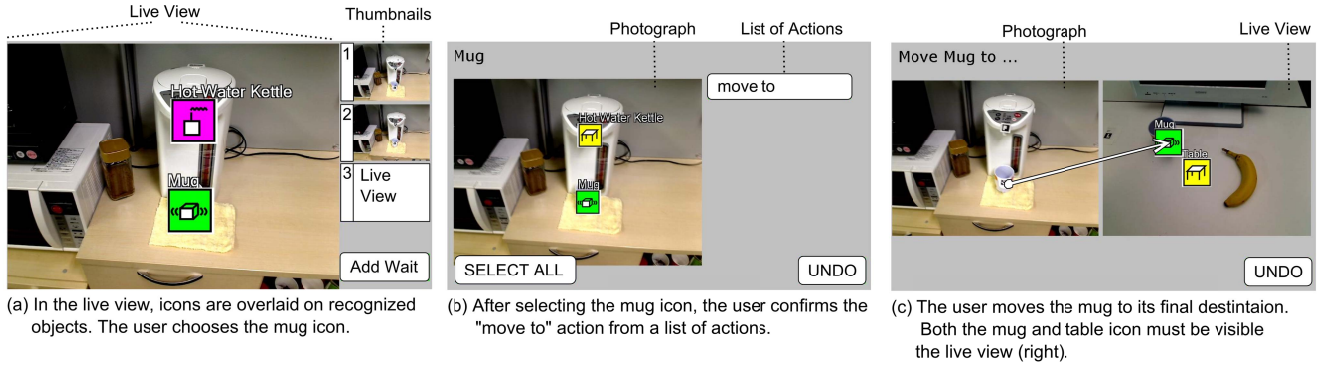 Live View
Thumbnails
Hot Water Kettle
Mug
1
2
3 Live
View
Add Wait
(a) In the live view, icons are overlaid on recognized
objects. The user chooses the mug icon.
Photograph
List of Actions
Mug
move to
Hot Water Kettle
Mug
SELECT ALL
UNDO
(b) After selecting the mug icon, the user confirms the
"move to" action from a list of actions.
Photograph
Live View
Move Mug to ...
Mug
Table
UNDO
(c) The user moves the mug to its final destintaion.
Both the mug and table icon must be visible
the live view (right).